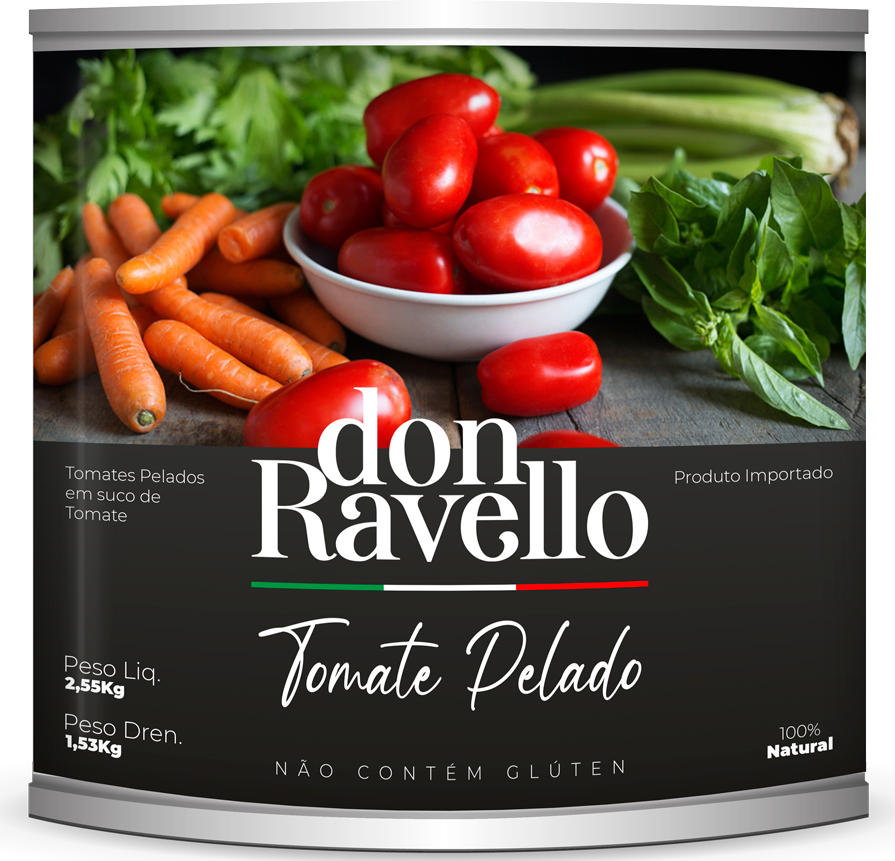 don
Ravello
Tomates Pelados
em suco de
Tomate
Produto Importado
Tomate Pelado
Peso Liq.
2,55Kg
Peso Dren.
1,53Kg
100%
Natural
NÃO CONTÉM GLÚTEN